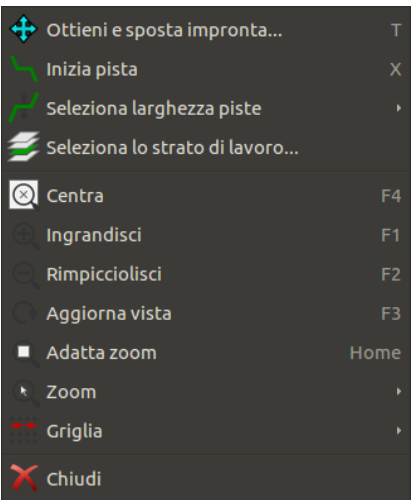 Ottieni e sposta impronta... T
Inizia pista X
Seleziona larghezza piste
Seleziona lo strato di lavoro...
Centra F4
Ingrandisci F1
Rimpicciolisci F2
Aggiorna vista F3
Adatta zoom Home
Zoom
Griglia
Chiudi